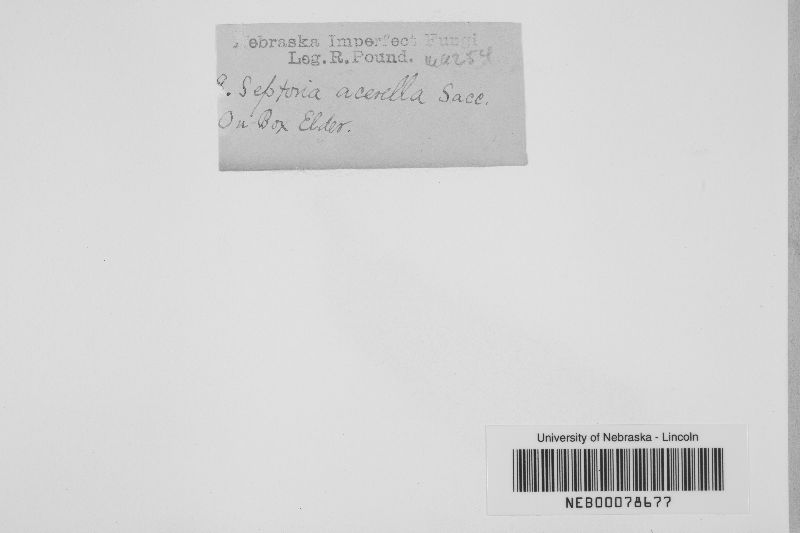 Nebraska Imperfect Fungi
Leg. R. Pound.
?. Septoria acerella Sacc.
On Box Elder.
University of Nebraska - Lincoln
NEB00078677